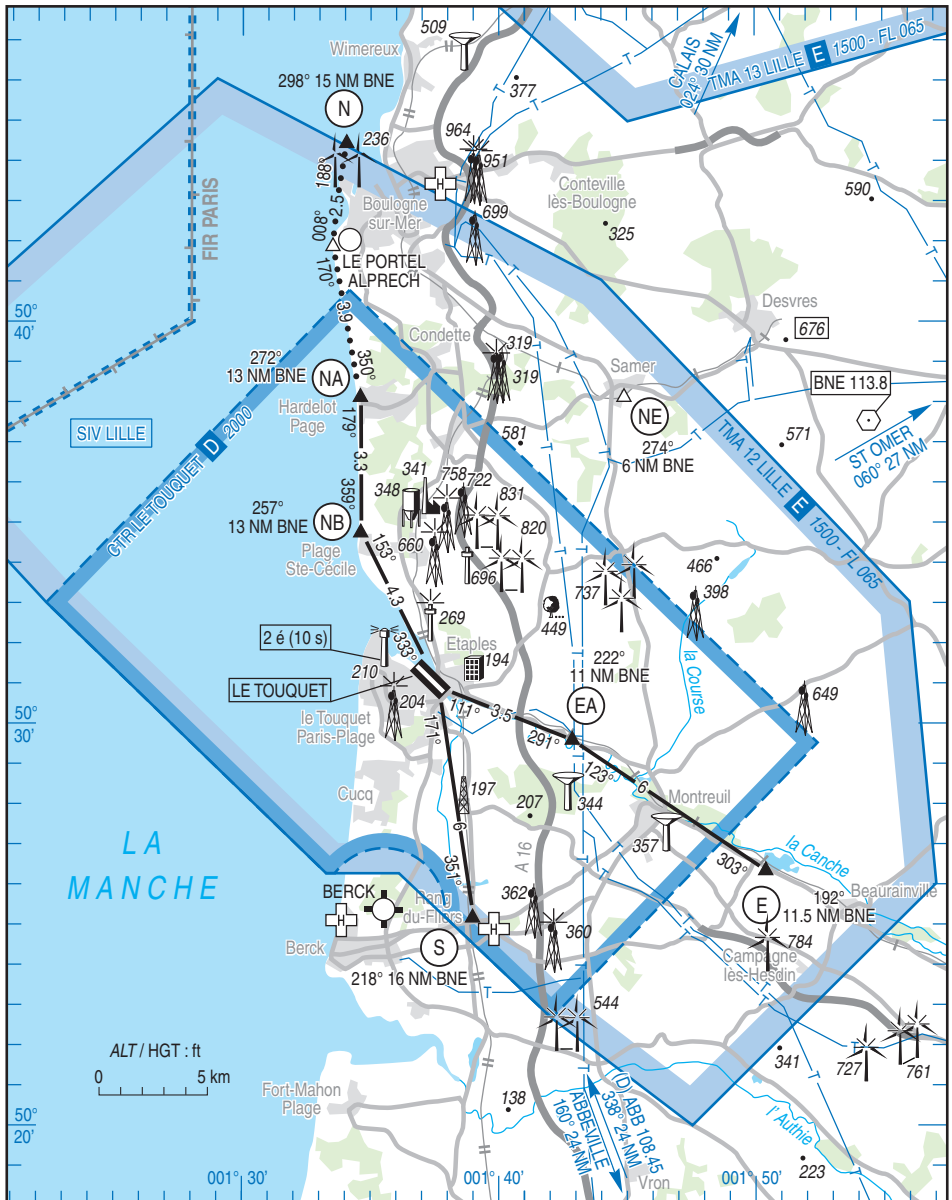 509
Wimereux
298° 15 NM BNE
N
236
188°
2.5
008°
964
951
377
CALAIS
024° 30 NM
TMA 13 LILLE E 1500 - FL 065
590
FIR PARIS
Boulogne
sur-Mer
H
699
Conteville
lès-Boulogne
325
LE PORTEL
ALPRECH
170°
3.9
350°
50°
40'
Desvres
676
Condette
319
319
Samer
272°
13 NM BNE
NA
Hardelot
Page
BNE 113.8
NE
274°
6 NM BNE
571
ST OMER
060° 27 NM
SIV LILLE
CTR LE TOUQUET D 2000
179°
3.3
359°
581
TMA 12 LILLE E 1500-FL 065
341
758
722
348
831
820
257°
13 NM BNE
NB
Plage
Ste-Cécile
660
696
153°
4.3
333°
737
466
398
269
449
2 é (10 s)
Etaples
194
210
LE TOUQUET
204
222°
11 NM BNE
EA
la Course
649
111°
3.5
291°
50°
30'
le Touquet
Paris-Plage
171°
6
351°
123°
6
303°
Cucq
197
207
344
Montreuil
357
A 16
LA
MANCHE
la Canche
Beaurainville
BERCK
H
Rang
du-Fliers
H
362
360
E
192°
11.5 NM BNE
784
Berck
S
218° 16 NM BNE
Campagne
lès-Hesdin
544
ALT / HGT : ft
0
5 km
341
727
761
Fort-Mahon
Plage
138
ABBEVILLE
160° 24 NM
(D) ABB 108.45
338° 24 NM
l'Authie
50°
20'
223
Vron
001° 30'
001° 40'
001° 50'